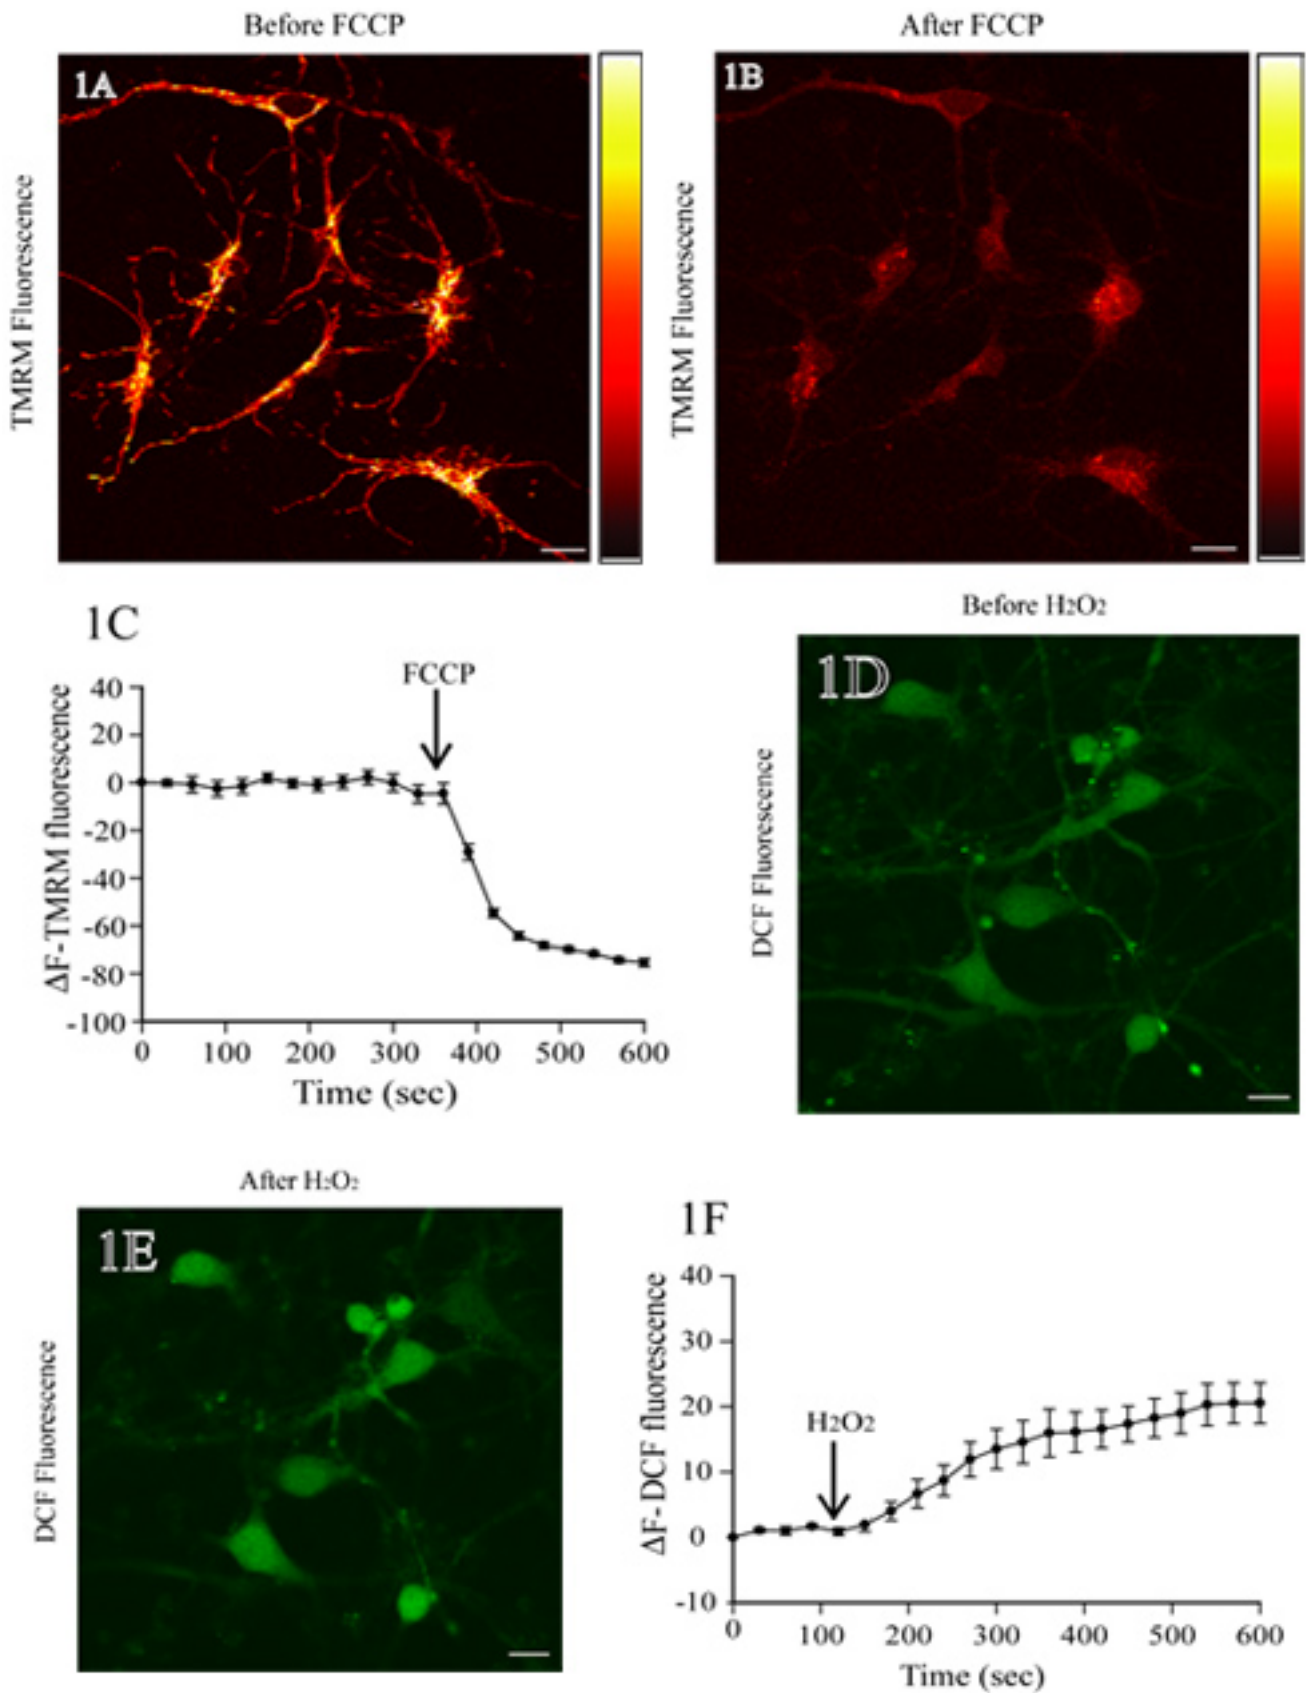 Before FCCP
After FCCP
1A
1B
TMRM Fluorescence
TMRM Fluorescence
1C
FCCP
40
20
0
-20
-40
-60
-80
-100
0 100 200 300 400 500 600
ΔF-TMRM fluorescence
Time (sec)
Before H2O2
1D
DCF Fluorescence
After H2O2
1E
DCF Fluorescence
1F
H2O2
40
30
20
10
0
-10
0 100 200 300 400 500 600
ΔF-DCF fluorescence
Time (sec)